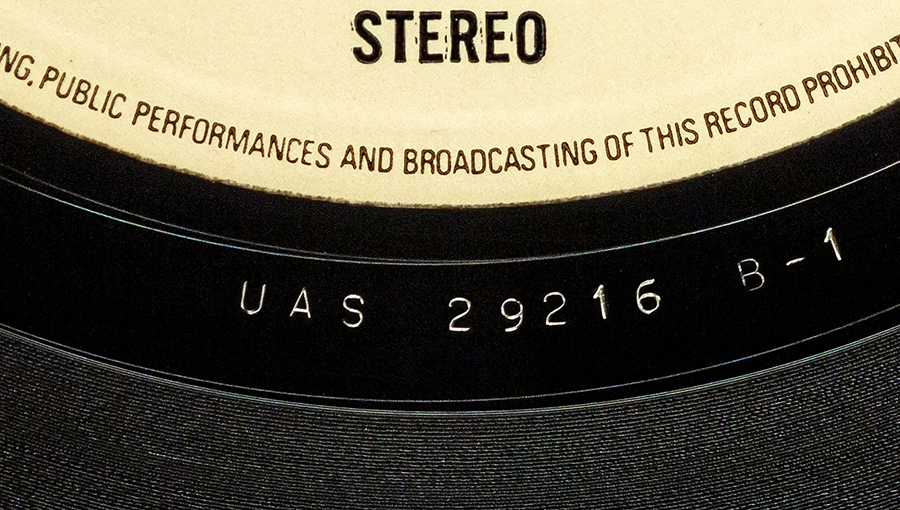 STEREO
NG, PUBLIC PERFORMANCES AND BROADCASTING OF THIS RECORD PROHIBIT
UAS 29216 B-1